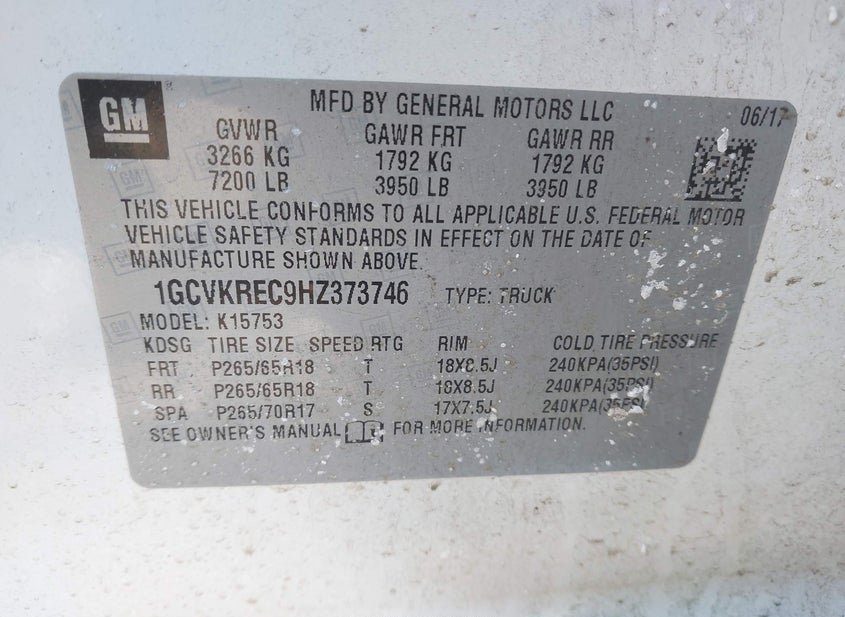 GM
MFD BY GENERAL MOTORS LLC 06/17
GVWR GAWR FRT GAWR RR
3266 KG 1792 KG 1792 KG
7200 LB 3950 LB 3950 LB
THIS VEHICLE CONFORMS TO ALL APPLICABLE U.S. FEDERAL MOTOR
VEHICLE SAFETY STANDARDS IN EFFECT ON THE DATE OF
MANUFACTURE SHOWN ABOVE.
1GCVKREC9HZ373746 TYPE: TRUCK
MODEL: K15753
KDSG TIRE SIZE SPEED RTG RIM COLD TIRE PRESSURE
FRT P265/65R18 T 18X8.5J 240KPA(35PSI)
RR P265/65R18 T 18X8.5J 240KPA(35PSI)
SPA P265/70R17 S 17X7.5J 240KPA(35PSI)
SEE OWNER'S MANUAL FOR MORE INFORMATION.